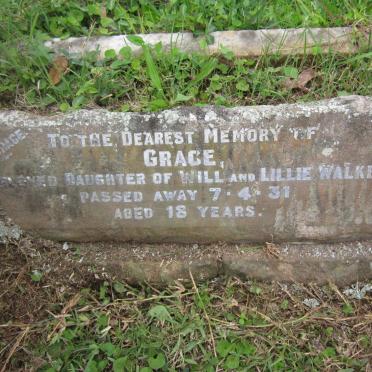 TO THE DEAREST MEMORY OF
GRACE,
DAUGHTER OF WILL AND LILLIE WALKE
PASSED AWAY 7-4-31
AGED 18 YEARS.